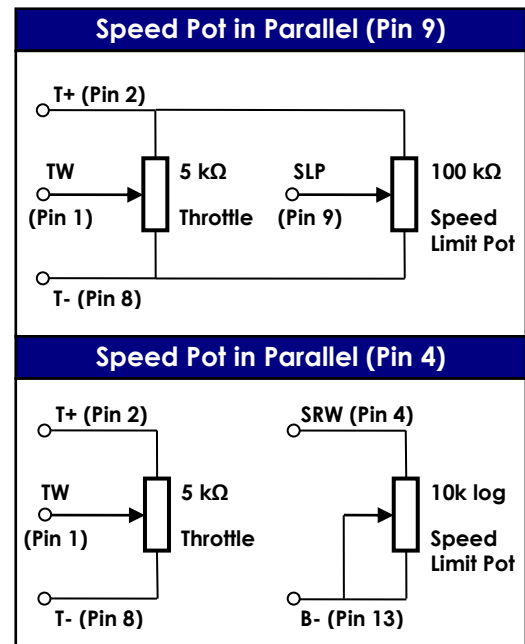 Speed Pot in Parallel (Pin 9)
T+ (Pin 2)
TW
(Pin 1)
5 kΩ
Throttle
SLP
(Pin 9)
100 kΩ
Speed
Limit Pot
T- (Pin 8)
Speed Pot in Parallel (Pin 4)
T+ (Pin 2)
TW
(Pin 1)
5 kΩ
Throttle
T- (Pin 8)
SRW (Pin 4)
10k log
Speed
Limit Pot
B- (Pin 13)